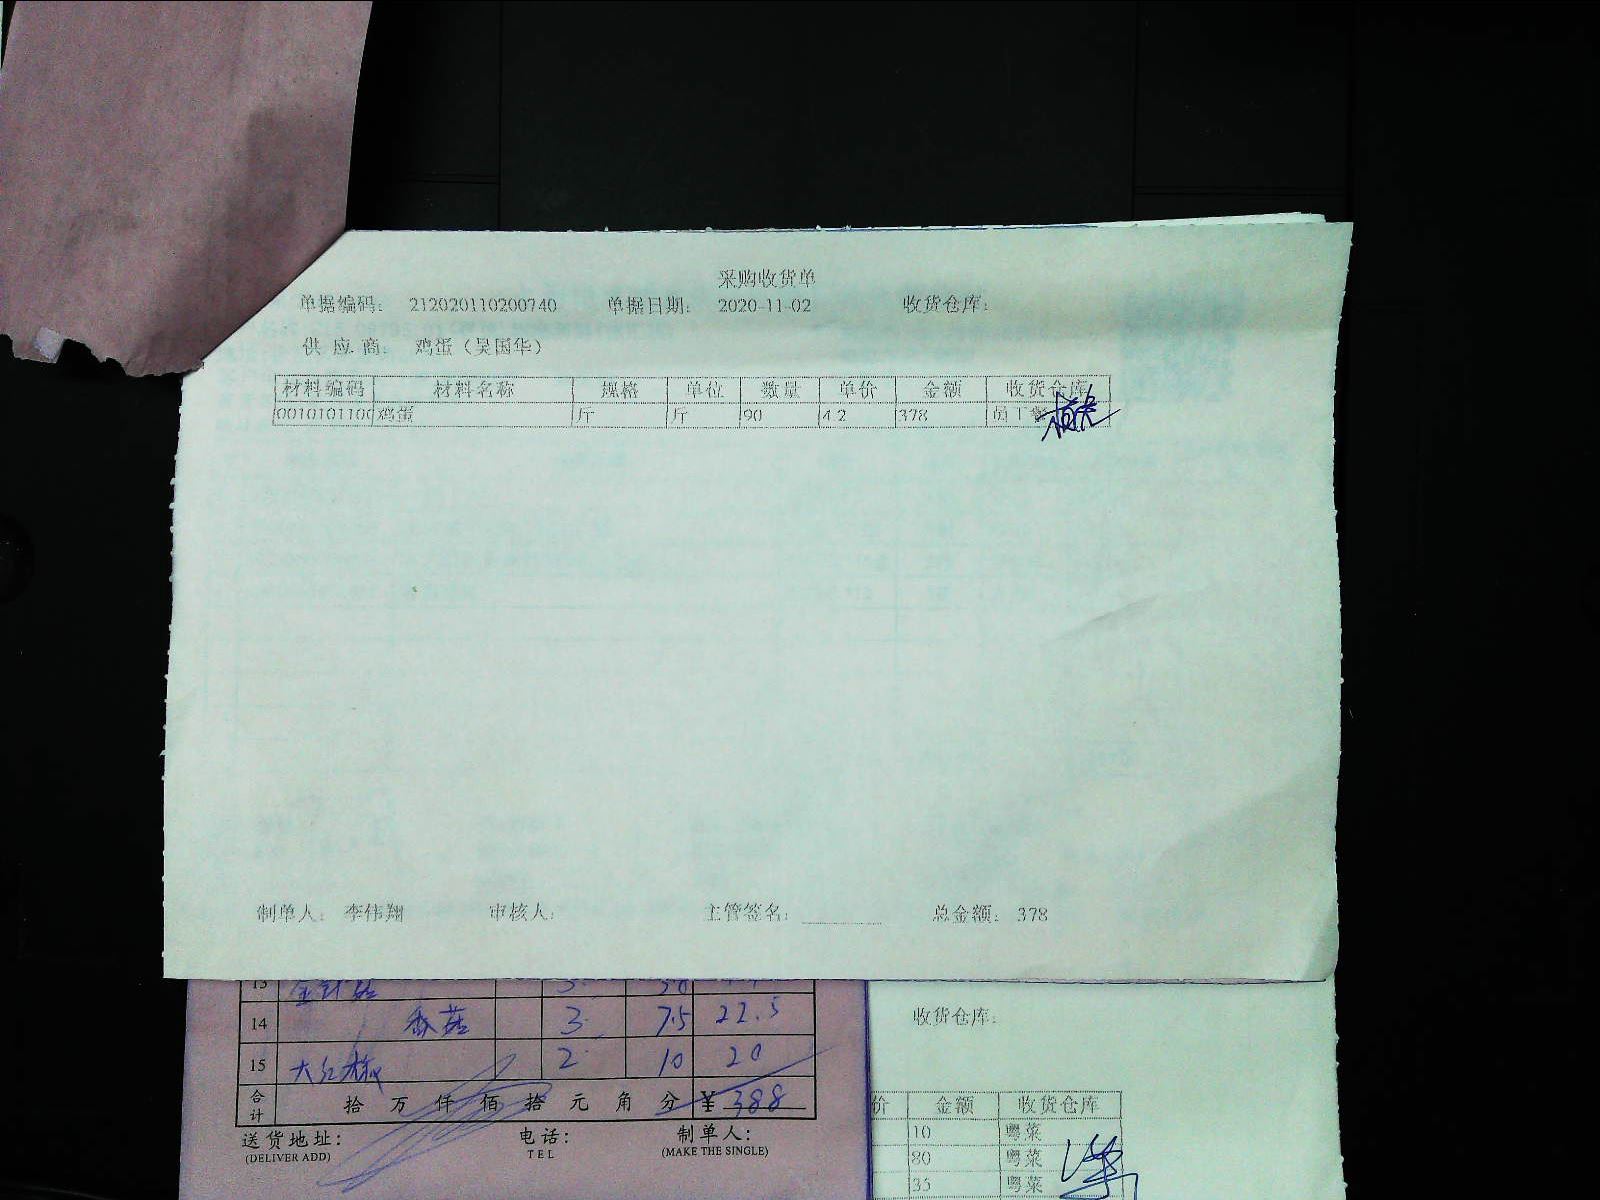 采购收货单
单据编码： 212020110200740 单据日期： 2020-11-02 收货仓库：
供 应 商： 鸡蛋（吴国华）
材料编码 材料名称 规格 单位 数量 单价 金额 收货仓库
0010101100 鸡蛋 斤 斤 90 4.2 378 员工餐
制单人： 李伟翔 审核人： 主管签名： 总金额： 378
13 金针菇
14 香菇 3 7.5 22.5
15 大红椒 2 10 20
合计 拾 万 仟 佰 拾 元 角 分 ¥ 388
送货地址： 电话： 制单人：
(DELIVER ADD) TEL (MAKE THE SINGLE)
收货仓库：
价 金额 收货仓库
10 粤菜
80 粤菜
35 粤菜